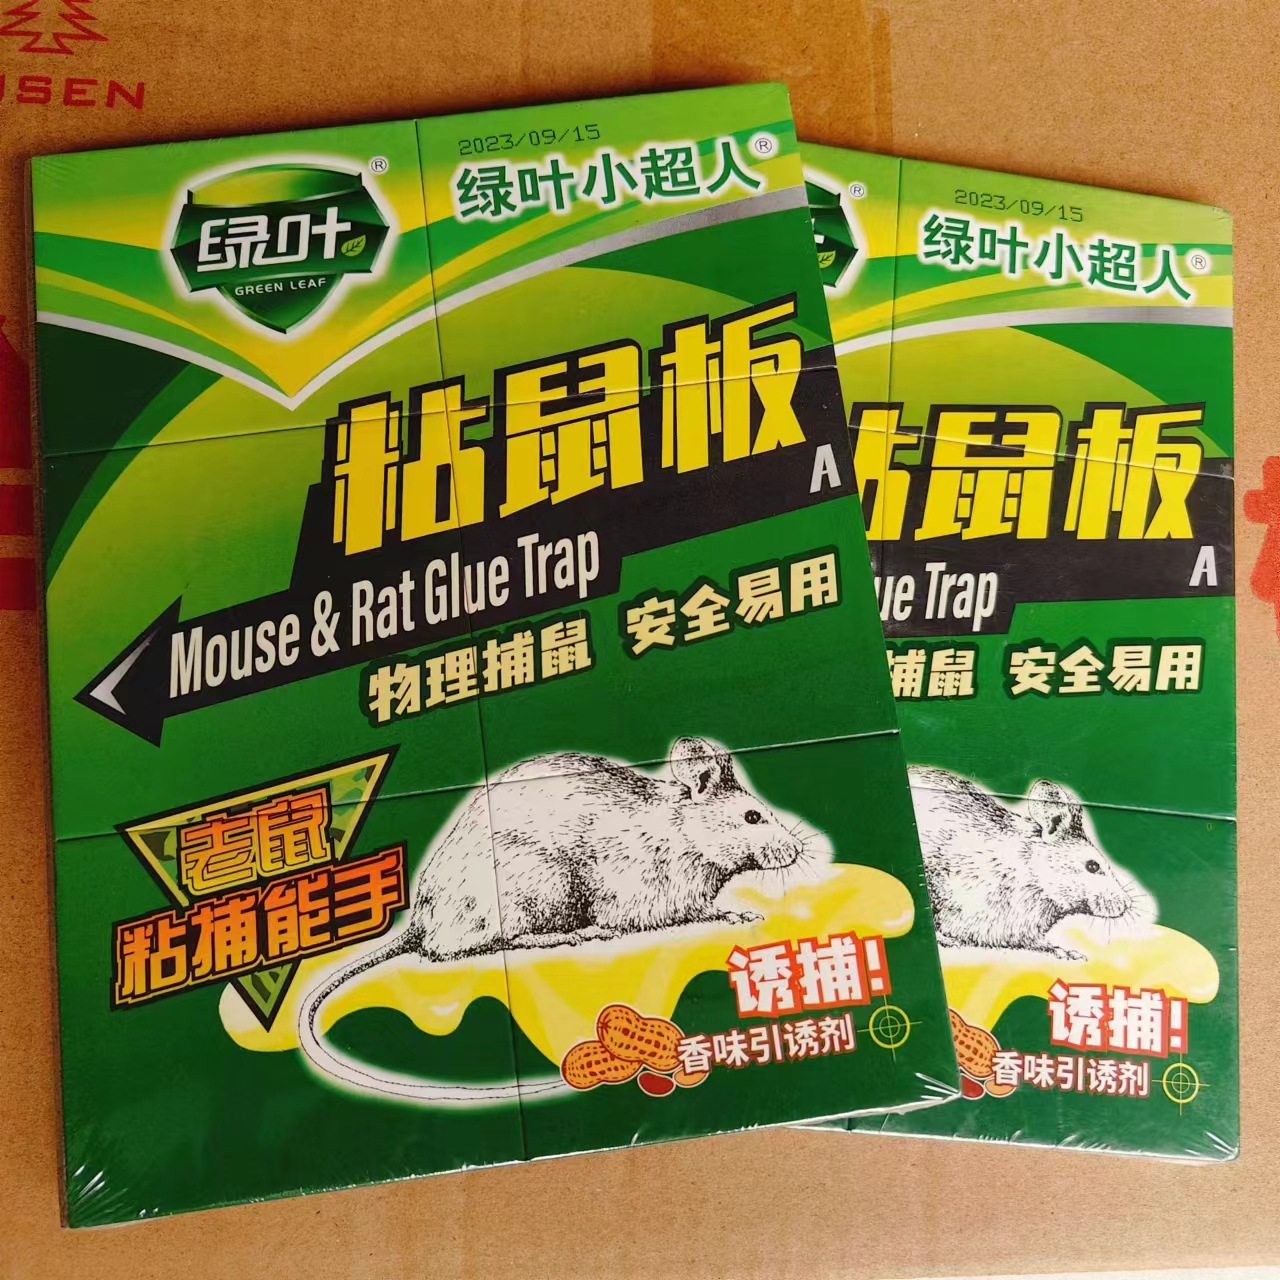 USEN
2023/09/15
绿叶小超人®
绿叶®
GREEN LEAF
粘鼠板
A
Mouse & Rat Glue Trap
物理捕鼠 安全易用
老鼠
粘捕能手
诱捕!
香味引诱剂
®
2023/09/15
绿叶小超人®
鼠板
A
ue Trap
捕鼠 安全易用
诱捕!
香味引诱剂